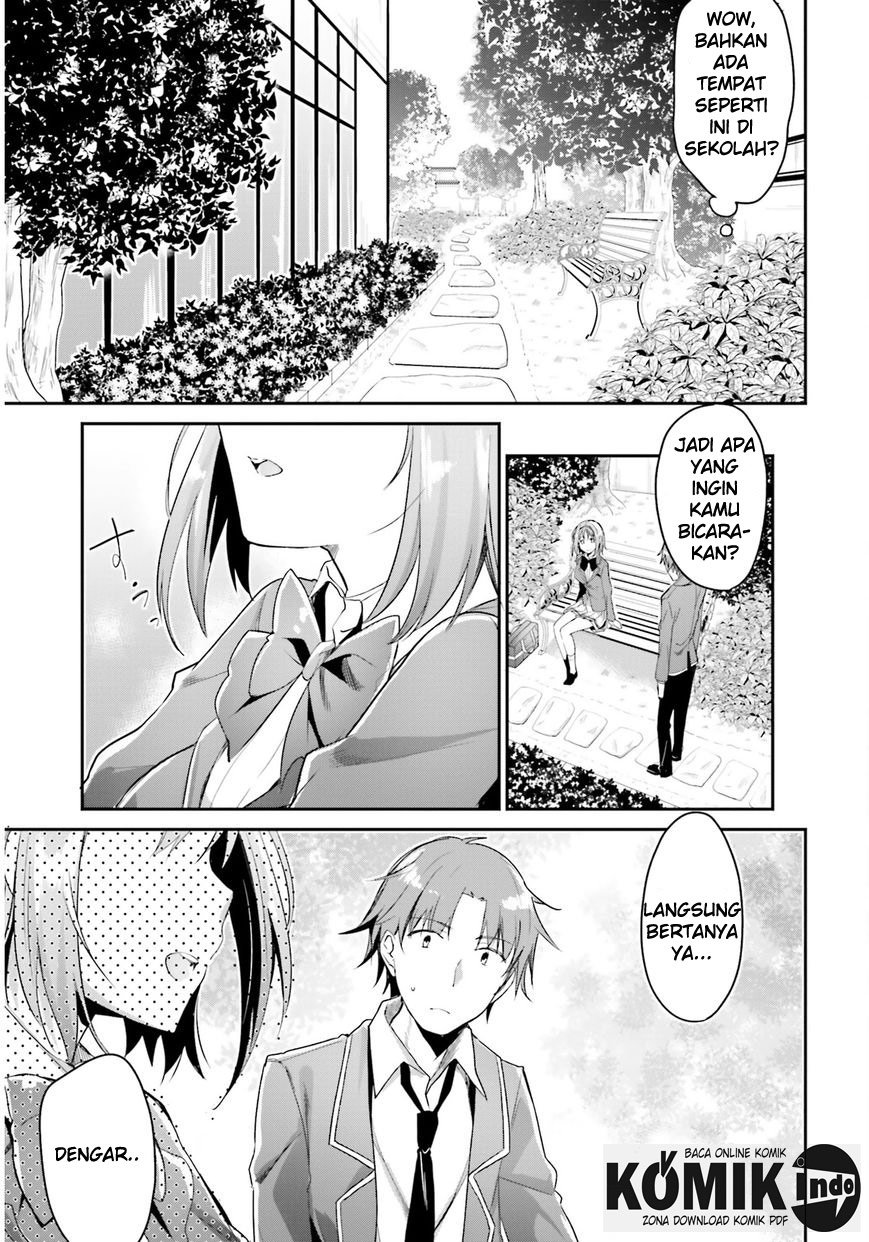 WOW,
BAHKAN
ADA
TEMPAT
SEPERTI
INI DI
SEKOLAH?
JADI APA
YANG
INGIN
KAMU
BICARA-
KAN?
LANGSUNG
BERTANYA
YA...
DENGAR..
BACA ONLINE KOMIK
KOMIK indo
ZONA DOWNLOAD KOMIK PDF